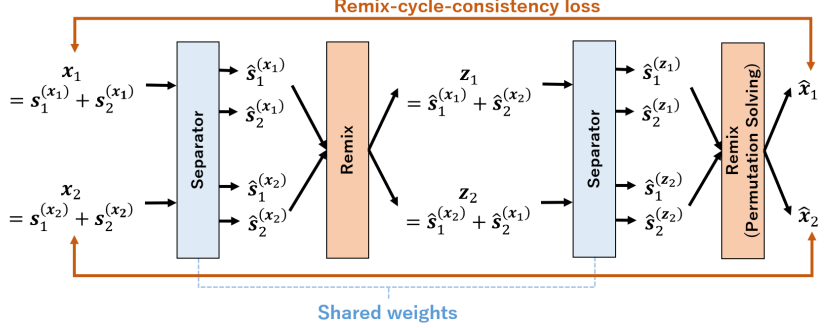 Remix-cycle-consistency loss
x₁
= s₁^(x₁) + s₂^(x₁)
x₂
= s₁^(x₂) + s₂^(x₂)
Separator
ŝ₁^(x₁)
ŝ₂^(x₁)
ŝ₁^(x₂)
ŝ₂^(x₂)
Remix
z₁
= ŝ₁^(x₁) + ŝ₂^(x₂)
z₂
= ŝ₁^(x₂) + ŝ₂^(x₁)
Separator
ŝ₁^(z₁)
ŝ₂^(z₁)
ŝ₁^(z₂)
ŝ₂^(z₂)
Remix
(Permutation Solving)
x̂₁
x̂₂
Shared weights